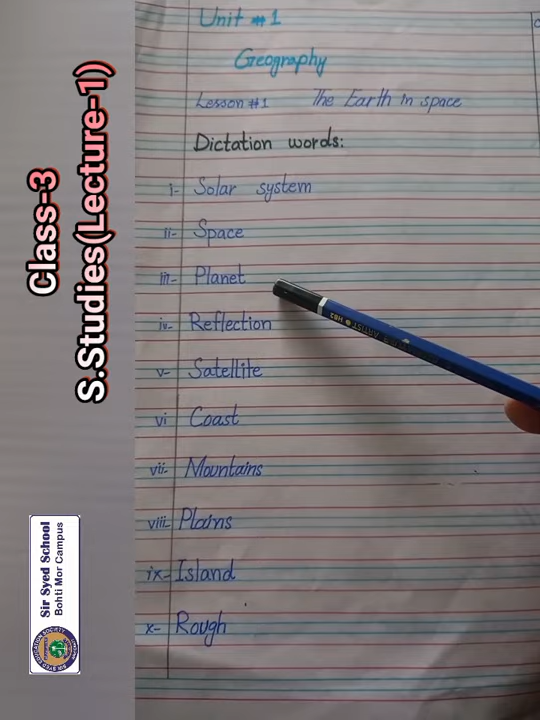 Class-3
S.Studies(Lecture-1)
Sir Syed School
Bohti Mor Campus
Unit #1
Geography
Lesson #1 The Earth in space
Dictation words:
i- Solar system
ii- Space
iii- Planet
iv- Reflection
v- Satellite
vi Coast
vii- Mountains
viii- Plains
ix- Island
x- Rough